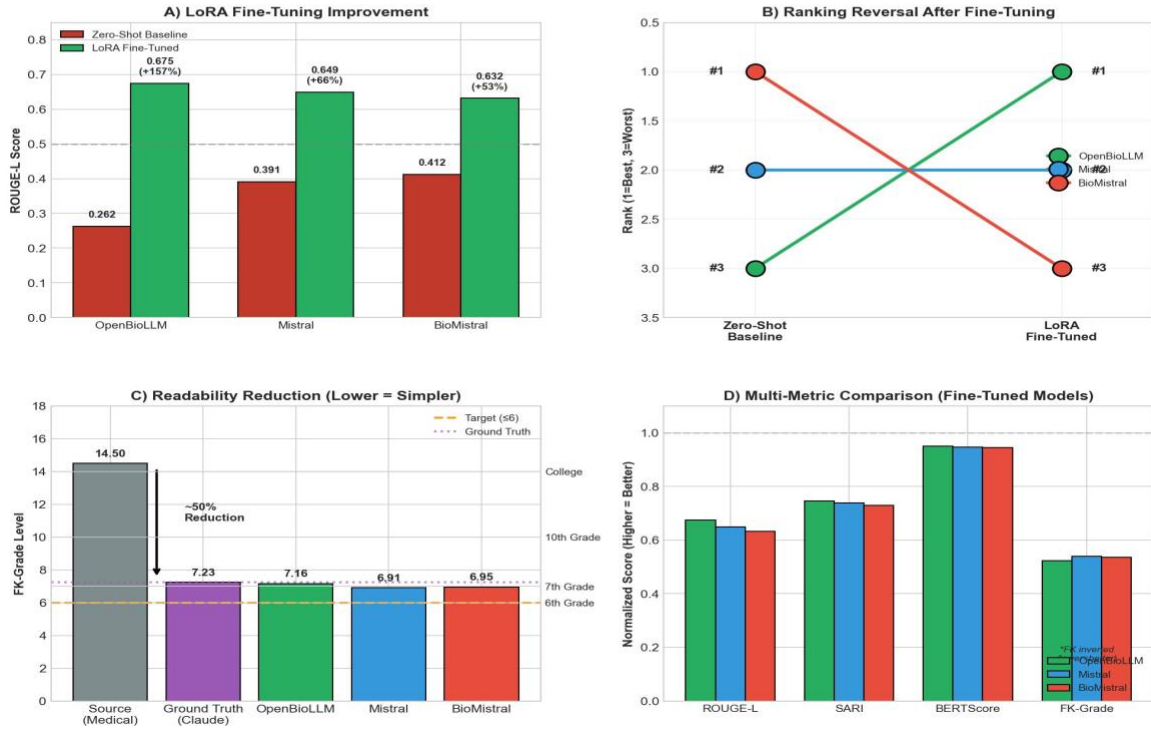 A) LoRA Fine-Tuning Improvement
Zero-Shot Baseline
LoRA Fine-Tuned
ROUGE-L Score
0.8
0.7
0.6
0.5
0.4
0.3
0.2
0.1
0.0
0.262
0.675
(+157%)
0.391
0.649
(+66%)
0.412
0.632
(+53%)
OpenBioLLM
Mistral
BioMistral
B) Ranking Reversal After Fine-Tuning
Rank (1=Best, 3=Worst)
0.5
1.0
1.5
2.0
2.5
3.0
3.5
#1
#2
#3
#1
#2
#3
OpenBioLLM
Mistral
BioMistral
Zero-Shot
Baseline
LoRA
Fine-Tuned
C) Readability Reduction (Lower = Simpler)
FK-Grade Level
18
16
14
12
10
8
6
4
2
0
Target (≤6)
Ground Truth
14.50
~50%
Reduction
7.23
7.16
6.91
6.95
College
10th Grade
7th Grade
6th Grade
Source
(Medical)
Ground Truth
(Claude)
OpenBioLLM
Mistral
BioMistral
D) Multi-Metric Comparison (Fine-Tuned Models)
Normalized Score (Higher = Better)
1.0
0.8
0.6
0.4
0.2
0.0
*FK inverted
OpenBioLLM
Mistral
BioMistral
ROUGE-L
SARI
BERTScore
FK-Grade